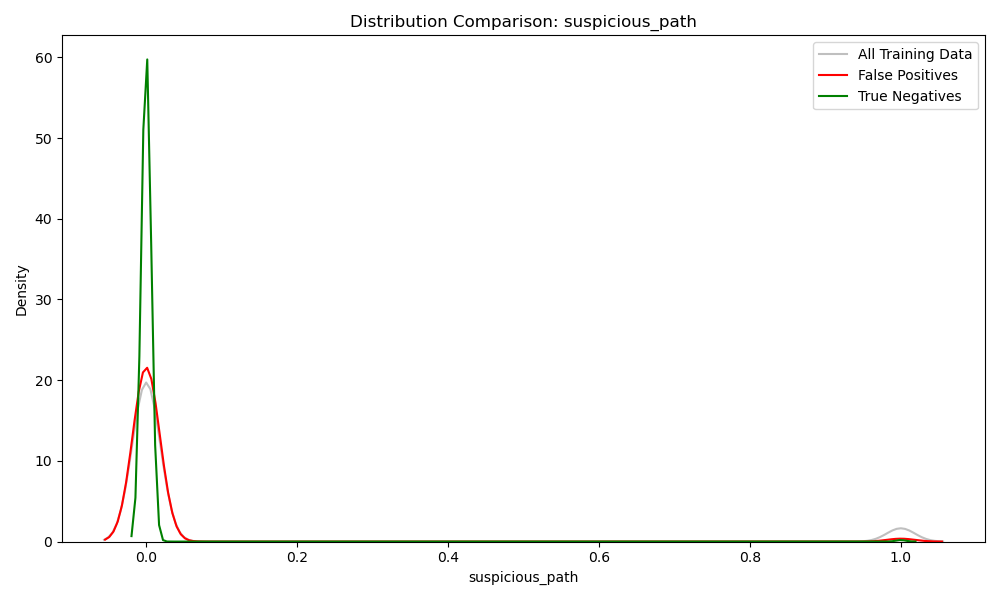 Distribution Comparison: suspicious_path
All Training Data
False Positives
True Negatives
60
50
40
30
20
10
0
Density
0.0
0.2
0.4
0.6
0.8
1.0
suspicious_path